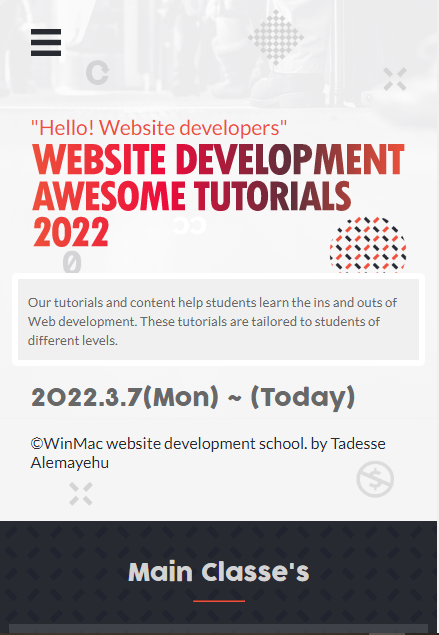 "Hello! Website developers"
WEBSITE DEVELOPMENT
AWESOME TUTORIALS
2022
Our tutorials and content help students learn the ins and outs of
Web development. These tutorials are tailored to students of
different levels.
2022.3.7(Mon) ~ (Today)
©WinMac website development school. by Tadesse
Alemayehu
Main Classe's